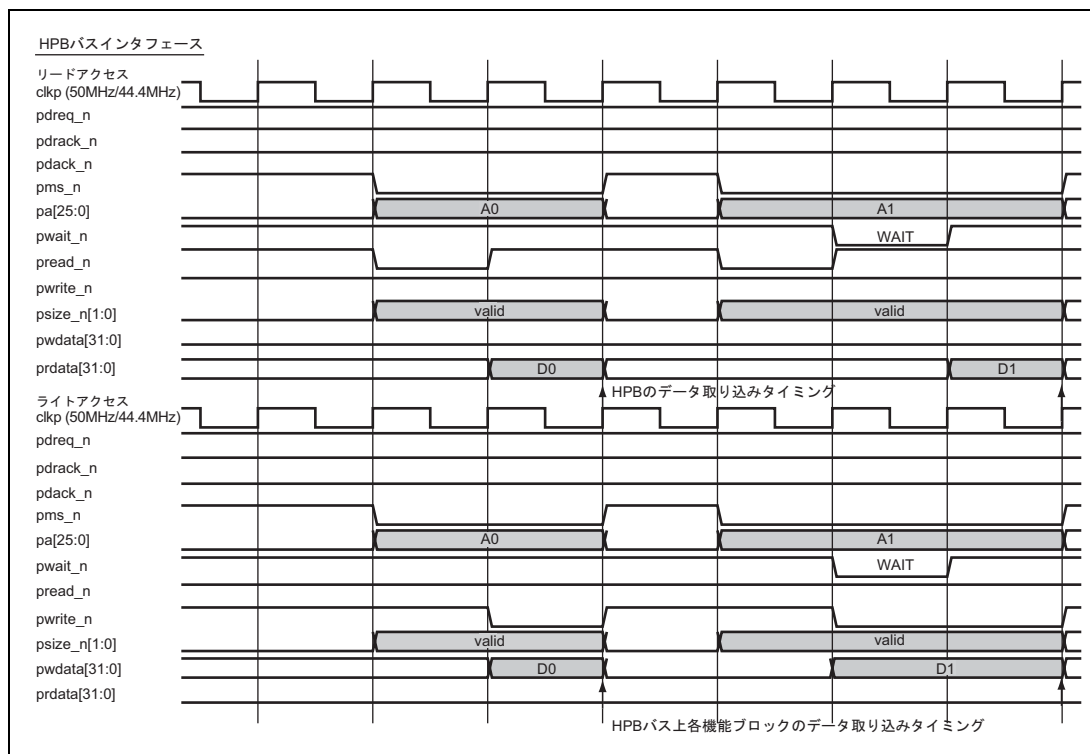 HPBバスインタフェース
リードアクセス
clkp (50MHz/44.4MHz)
pdreq_n
pdrack_n
pdack_n
pms_n
pa[25:0] A0 A1
pwait_n WAIT
pread_n
pwrite_n
psize_n[1:0] valid valid
pwdata[31:0]
prdata[31:0] D0 D1
HPBのデータ取り込みタイミング
ライトアクセス
clkp (50MHz/44.4MHz)
pdreq_n
pdrack_n
pdack_n
pms_n
pa[25:0] A0 A1
pwait_n WAIT
pread_n
pwrite_n
psize_n[1:0] valid valid
pwdata[31:0] D0 D1
prdata[31:0]
HPBバス上各機能ブロックのデータ取り込みタイミング